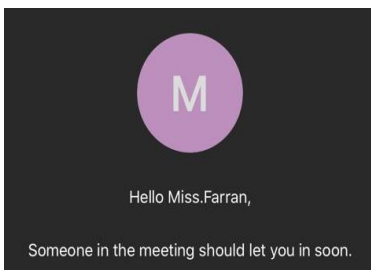 M
Hello Miss.Farran,
Someone in the meeting should let you in soon.